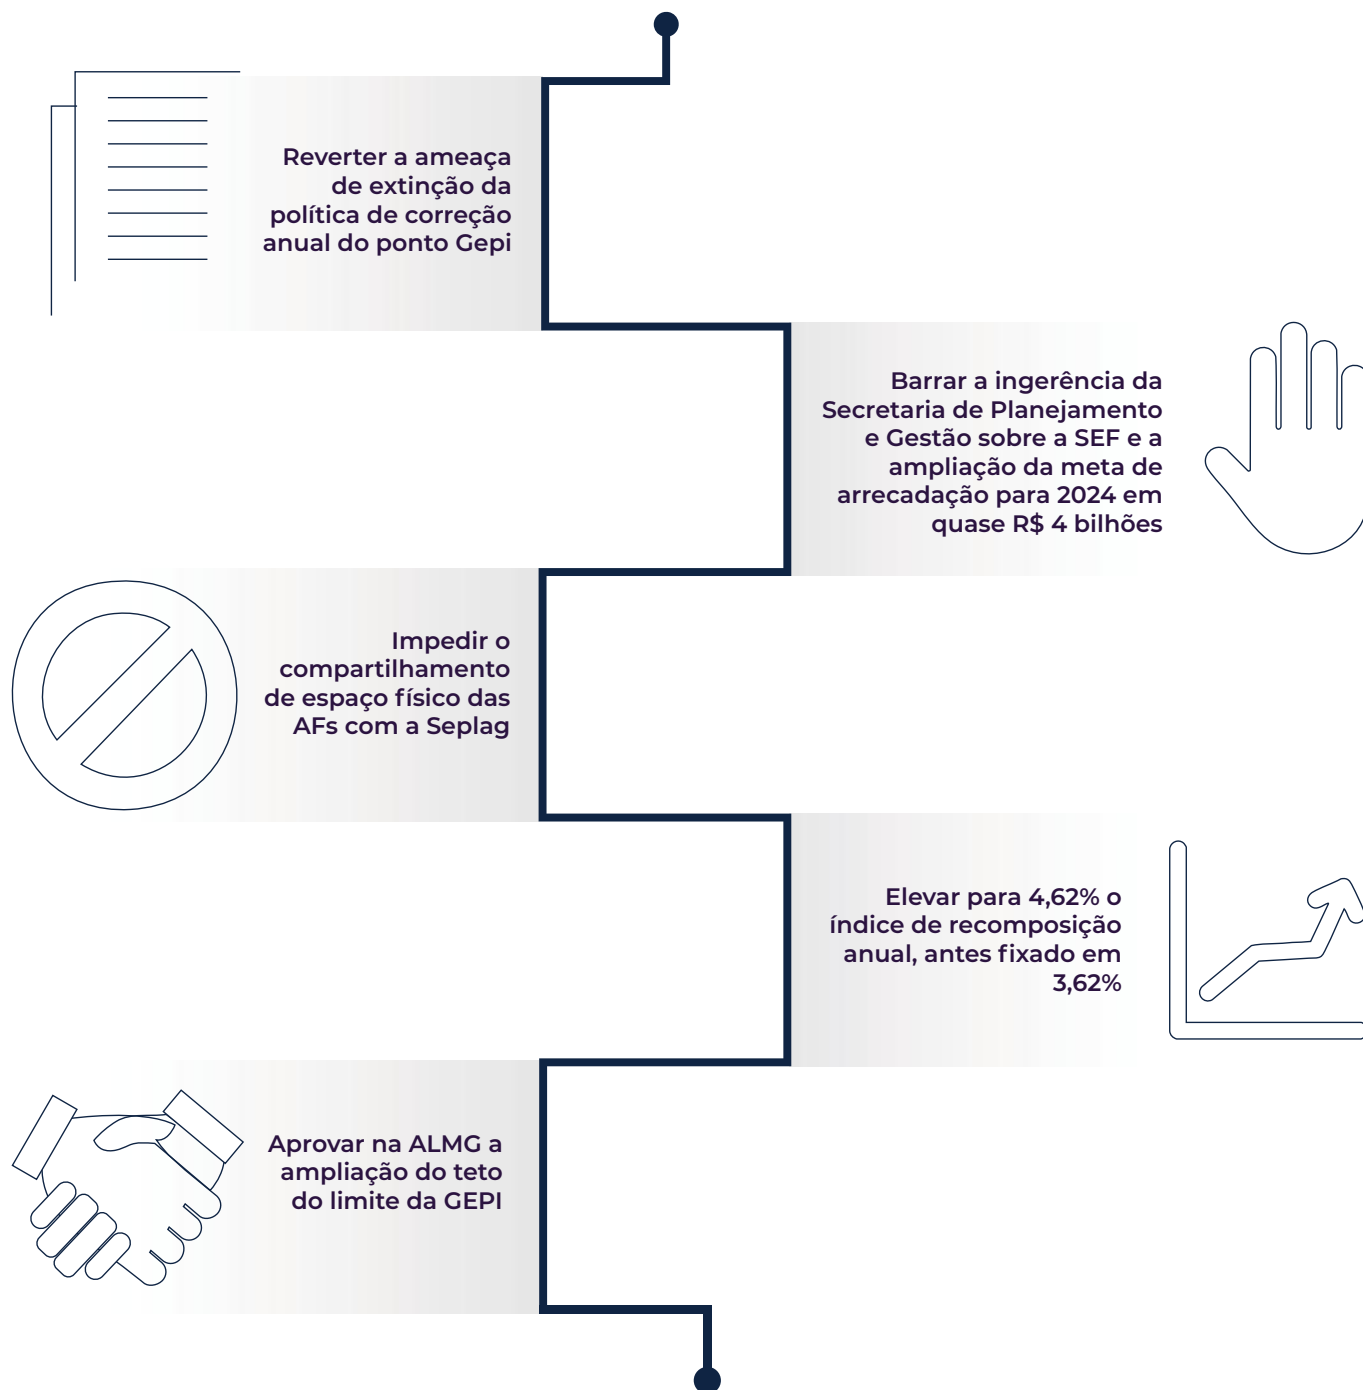 Reverter a ameaça
de extinção da
política de correção
anual do ponto Gepi
Barrar a ingerência da
Secretaria de Planejamento
e Gestão sobre a SEF e a
ampliação da meta de
arrecadação para 2024 em
quase R$ 4 bilhões
Impedir o
compartilhamento
de espaço físico das
AFs com a Seplag
Elevar para 4,62% o
índice de recomposição
anual, antes fixado em
3,62%
Aprovar na ALMG a
ampliação do teto
do limite da GEPI